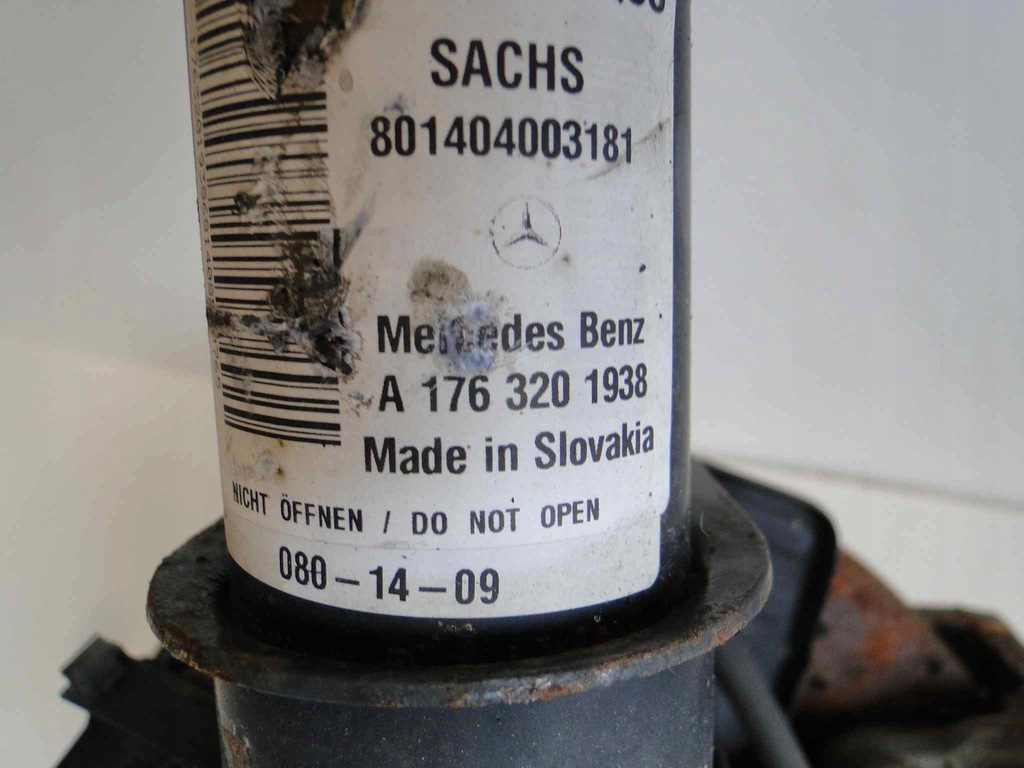 SACHS
801404003181
Mercedes Benz
A 176 320 1938
Made in Slovakia
NICHT ÖFFNEN / DO NOT OPEN
080-14-09